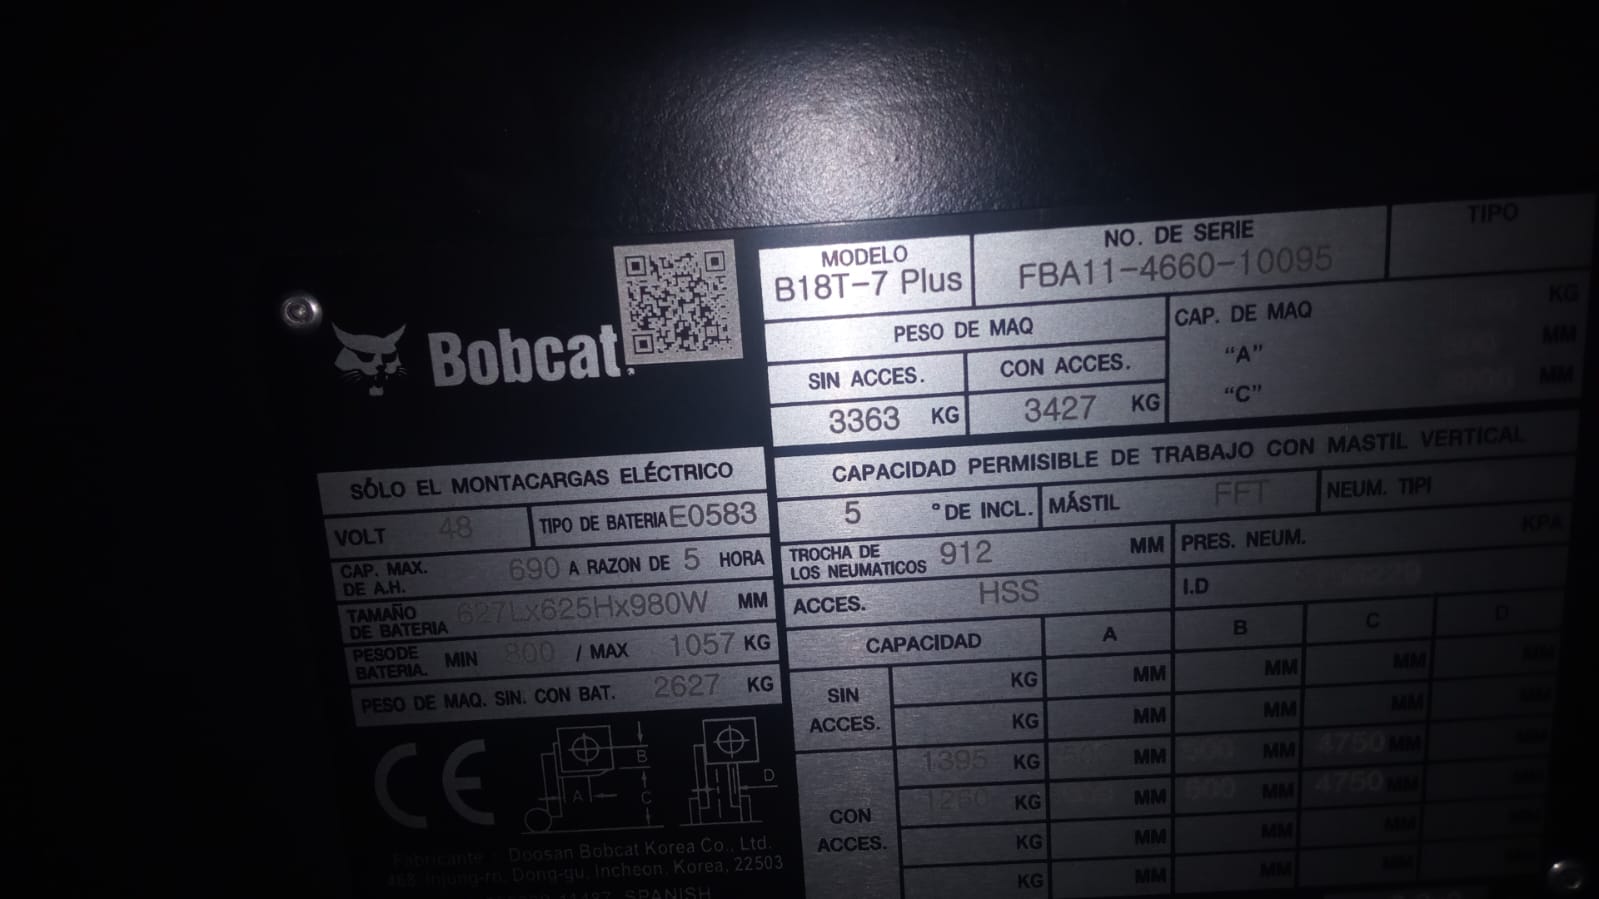 Bobcat.
MODELO
B18T-7 Plus
NO. DE SERIE
FBA11-4660-10095
TIPO
PESO DE MAQ
SIN ACCES.
CON ACCES.
3363 KG
3427 KG
CAP. DE MAQ
KG
"A"
MM
"C"
MM
SÓLO EL MONTACARGAS ELÉCTRICO
VOLT 48
TIPO DE BATERIA E0583
CAP. MAX.
DE A.H.
690 A RAZON DE 5 HORA
TAMAÑO
DE BATERIA
627Lx625Hx980W MM
PESODE
BATERIA.
MIN 800 / MAX 1057 KG
PESO DE MAQ. SIN. CON BAT. 2627 KG
CAPACIDAD PERMISIBLE DE TRABAJO CON MASTIL VERTICAL
5 ° DE INCL.
MÁSTIL FFT
NEUM. TIPI
TROCHA DE
LOS NEUMATICOS
912 MM
PRES. NEUM. KPA
ACCES. HSS
I.D
CAPACIDAD A B C D
SIN
ACCES.
KG MM MM MM MM
KG MM MM MM MM
CON
ACCES.
1395 KG 500 MM 500 MM 4750 MM MM
1260 KG MM 600 MM 4750 MM MM
KG MM MM MM
KG MM MM MM
CE
A B C D
Fabricante : Doosan Bobcat Korea Co., Ltd.
468, Injung-ro, Dong-gu, Incheon, Korea, 22503
SPANISH